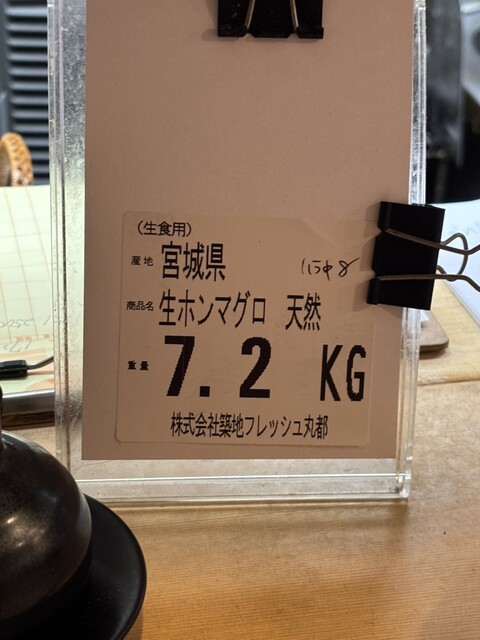 (生食用)
産地 宮城県
商品名 生ホンマグロ 天然
重量 7.2 KG
株式会社築地フレッシュ丸都